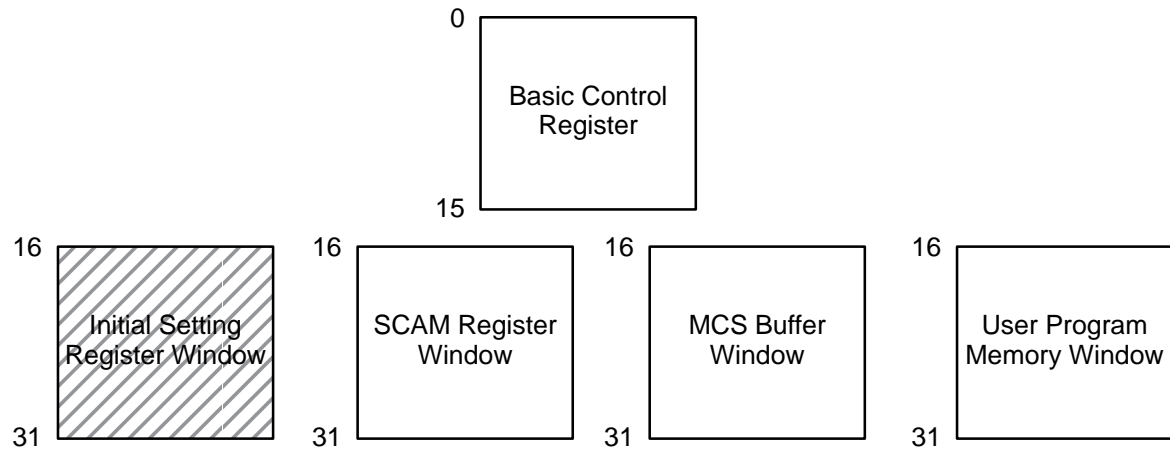 0
Basic Control
Register
15
16
Initial Setting
Register Window
31
16
SCAM Register
Window
31
16
MCS Buffer
Window
31
16
User Program
Memory Window
31